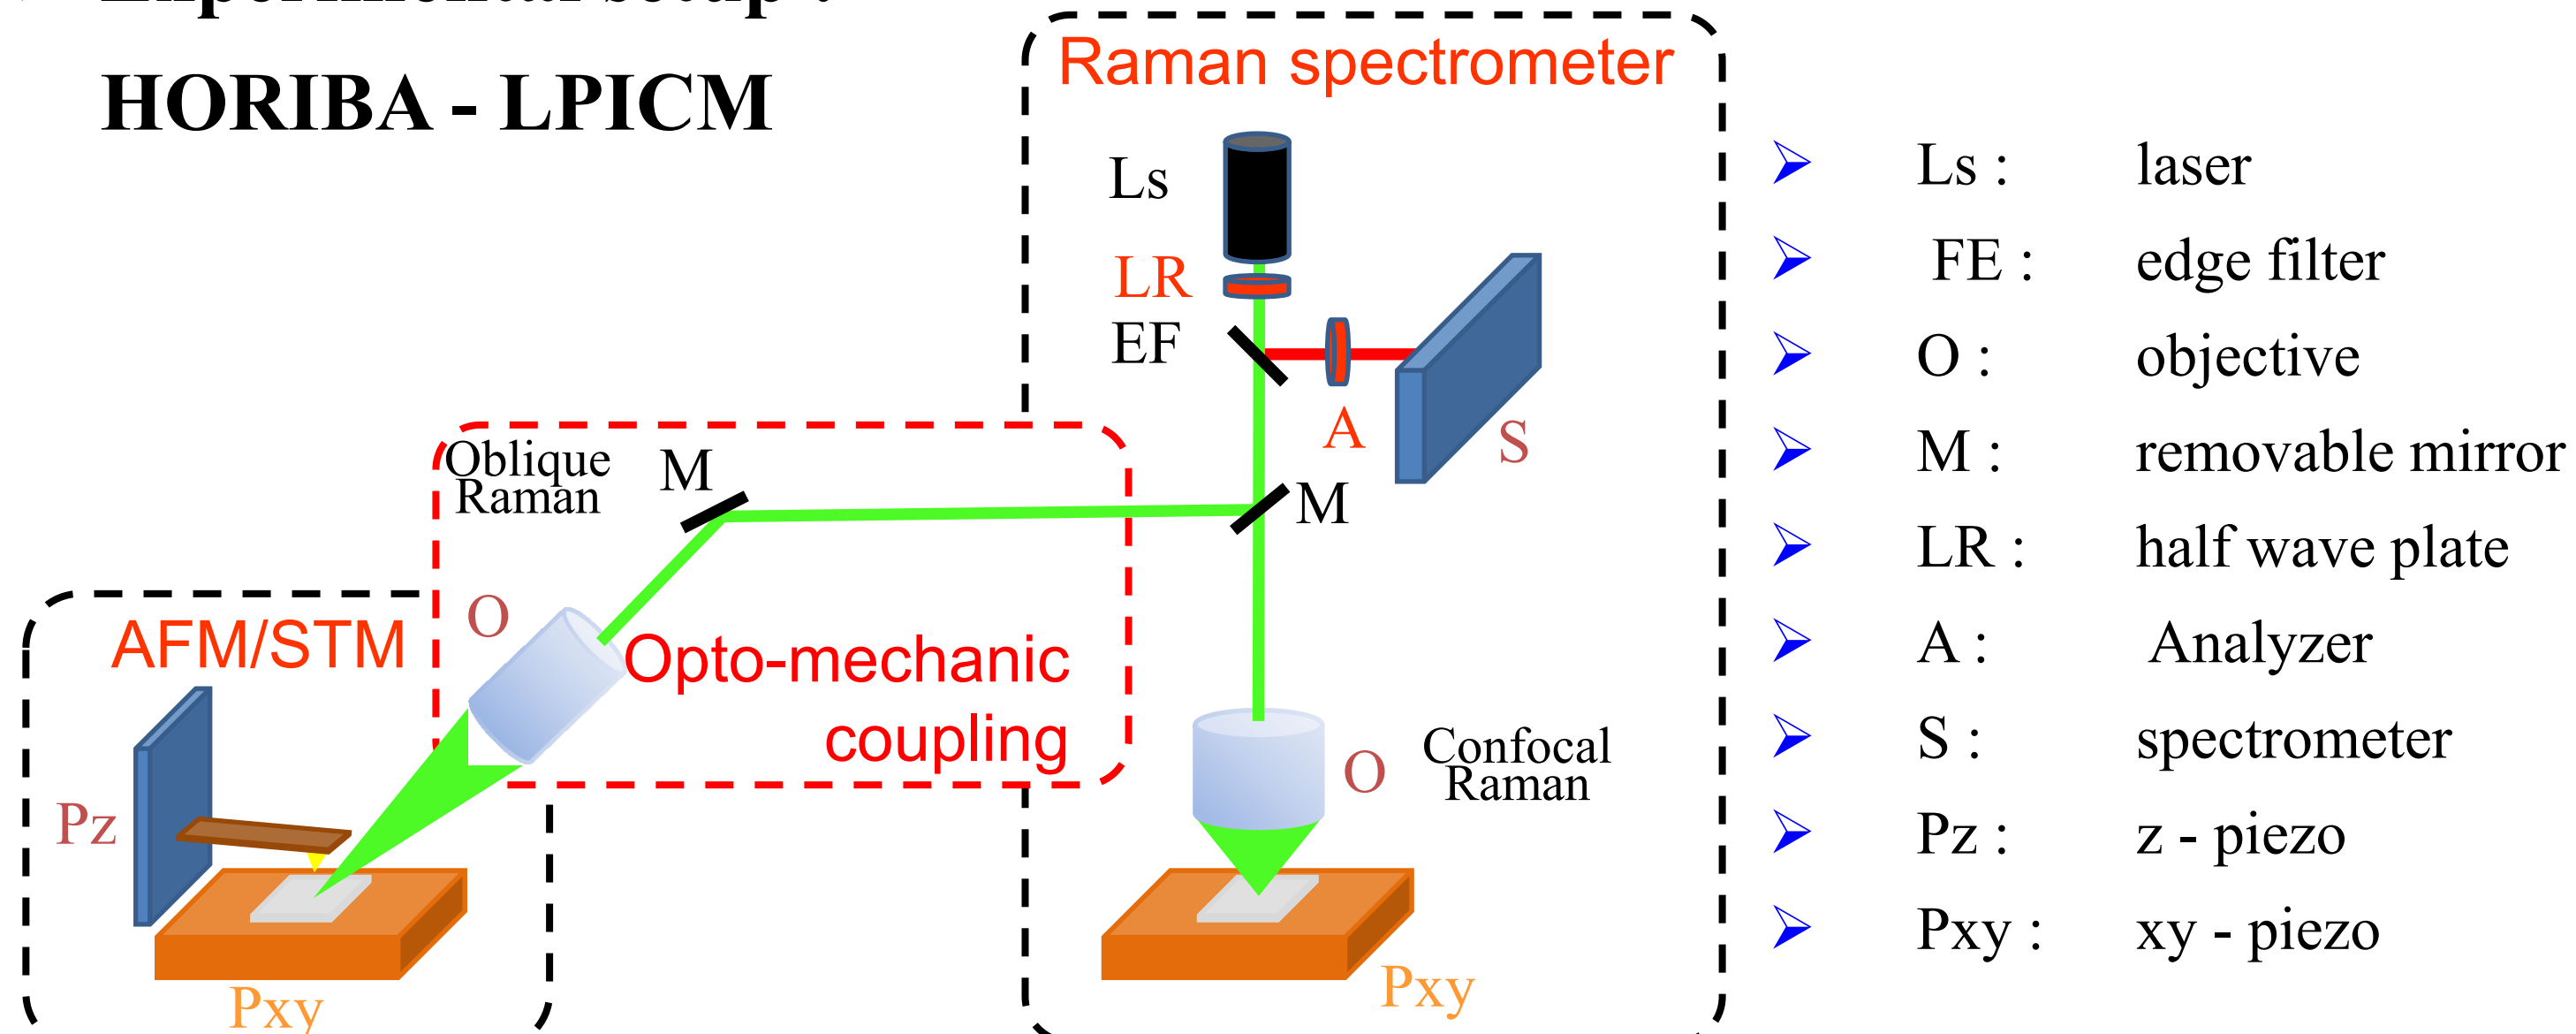 Experimental setup :
HORIBA - LPICM
Raman spectrometer
Ls
LR
EF
A
S
M
Oblique
Raman
M
O
Opto-mechanic
coupling
AFM/STM
Pz
Pxy
O
Confocal
Raman
Pxy
Ls : laser
FE : edge filter
O : objective
M : removable mirror
LR : half wave plate
A : Analyzer
S : spectrometer
Pz : z - piezo
Pxy : xy - piezo